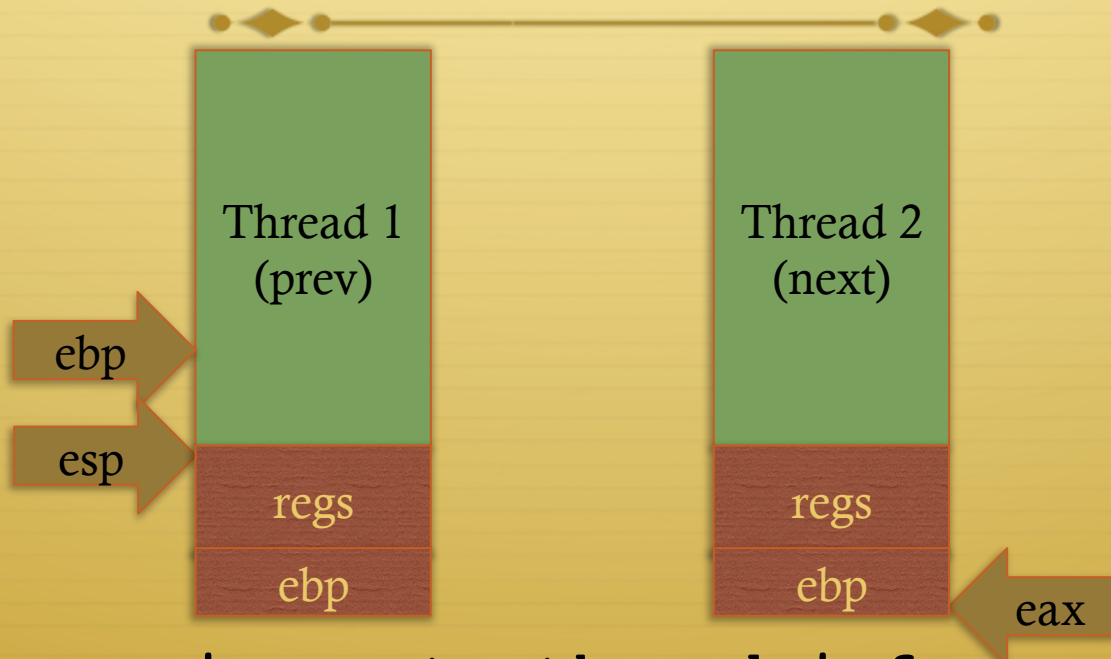 Thread 1
(prev)
Thread 2
(next)
ebp
esp
regs
regs
ebp
ebp
eax